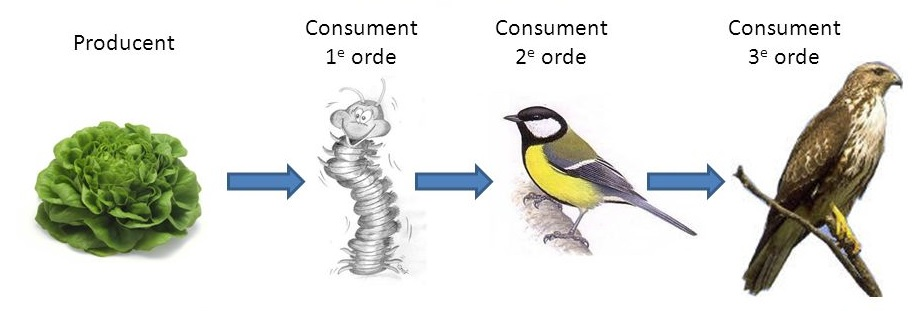 Producent
Consument
1e orde
Consument
2e orde
Consument
3e orde